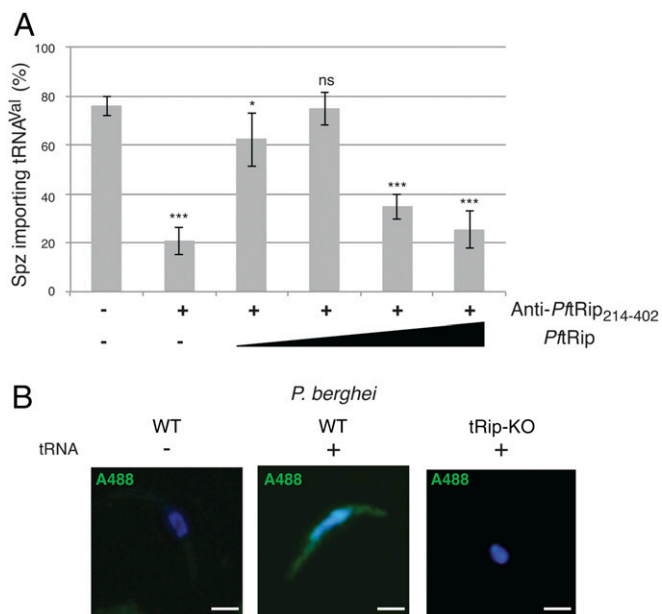 A
Spz importing tRNA^Val (%)
100
80
60
40
20
0
***
*
ns
***
***
- + + + + + Anti-PftRip214-402
- - PftRip
B
P. berghei
WT WT tRip-KO
tRNA - + +
A488 A488 A488